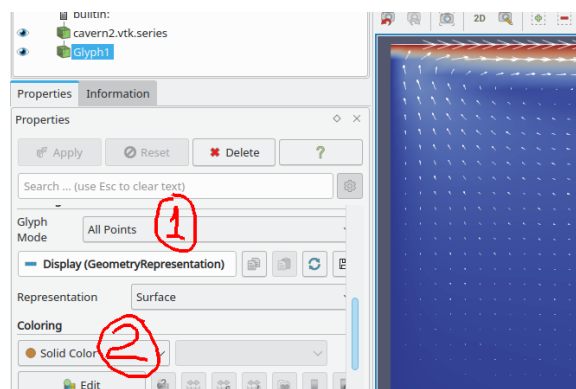 builtin:
cavern2.vtk.series
Glyph1
2D
Properties Information
Properties
Apply Reset Delete ?
Search ... (use Esc to clear text)
Glyph Mode All Points 1
Display (GeometryRepresentation)
Representation Surface
Coloring
Solid Color 2
Edit